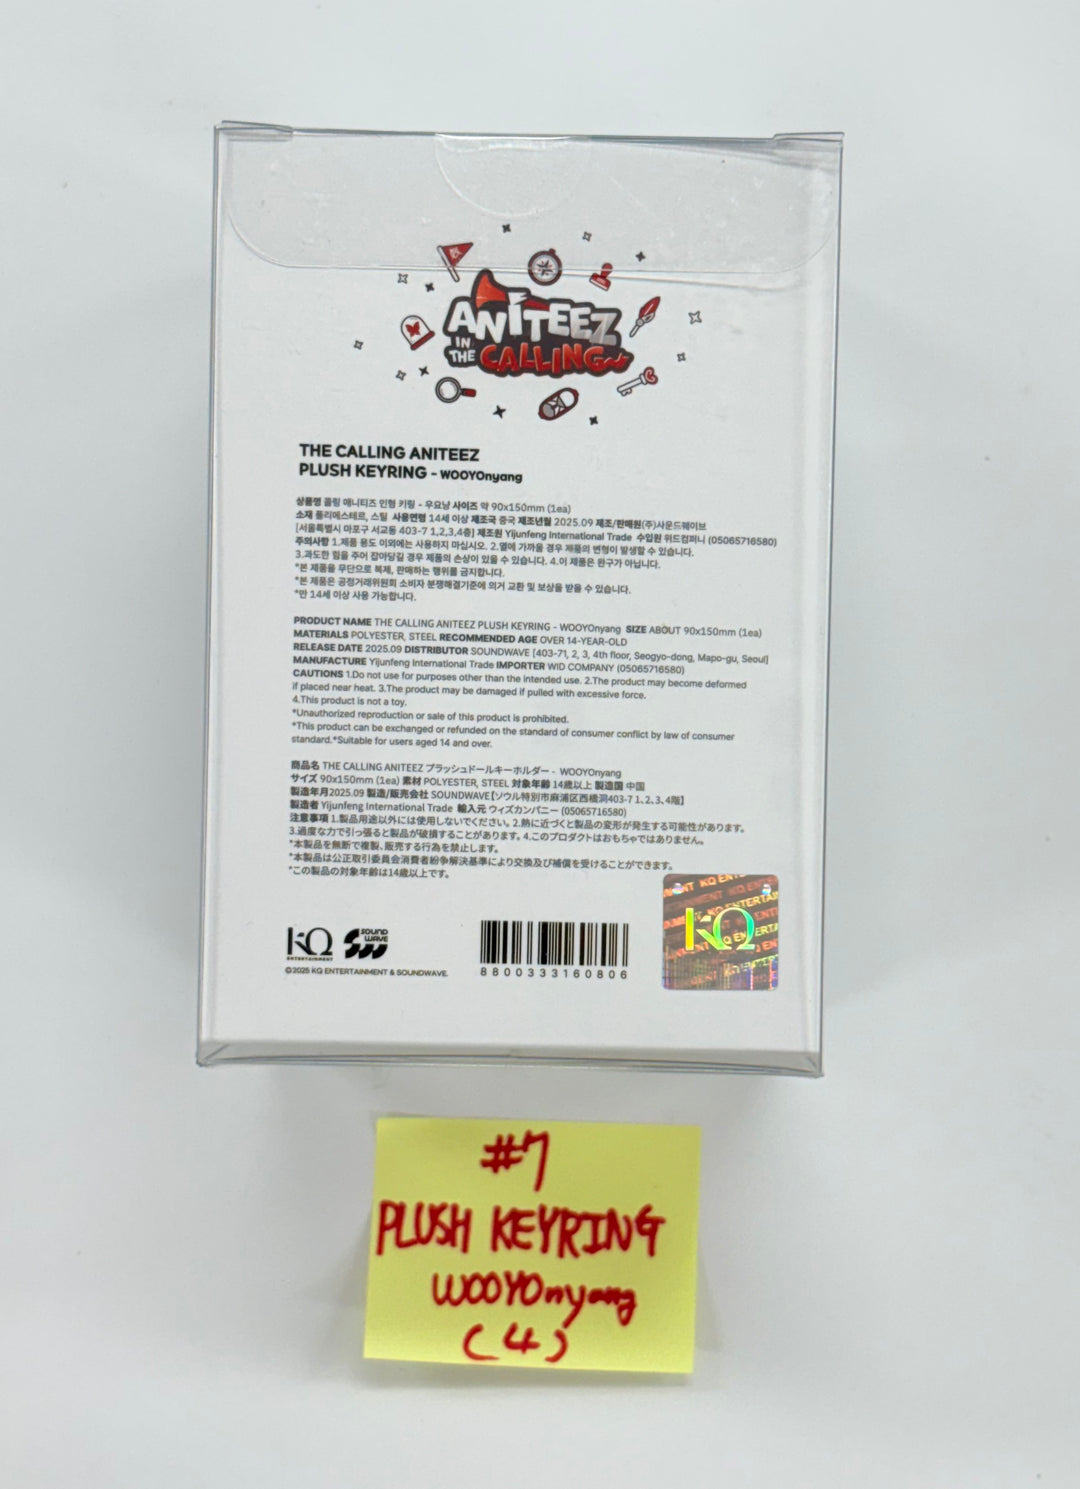 ANITEEZ
IN
THE CALLING
THE CALLING ANITEEZ
PLUSH KEYRING - WOOYOnyang
상품명 콜링 애니티즈 인형 키링 - 우요냥 사이즈 약 90x150mm (1ea)
소재 폴리에스테르, 스틸 사용연령 14세 이상 제조국 중국 제조년월 2025.09 제조/판매원(주)사운드웨이브
[서울특별시 마포구 서교동 403-7 1,2,3,4층] 제조원 Yijunfeng International Trade 수입원 위드컴퍼니 (05065716580)
주의사항 1.제품 용도 이외에는 사용하지 마십시오. 2.열에 가까울 경우 제품의 변형이 발생할 수 있습니다.
3.과도한 힘을 주어 잡아당길 경우 제품의 손상이 있을 수 있습니다. 4.이 제품은 완구가 아닙니다.
*본 제품을 무단으로 복제, 판매하는 행위를 금지합니다.
*본 제품은 공정거래위원회 소비자 분쟁해결기준에 의거 교환 및 보상을 받을 수 있습니다.
*만 14세 이상 사용 가능합니다.
PRODUCT NAME THE CALLING ANITEEZ PLUSH KEYRING - WOOYOnyang SIZE ABOUT 90x150mm (1ea)
MATERIALS POLYESTER, STEEL RECOMMENDED AGE OVER 14-YEAR-OLD
RELEASE DATE 2025.09 DISTRIBUTOR SOUNDWAVE [403-71, 2, 3, 4th floor, Seogyo-dong, Mapo-gu, Seoul]
MANUFACTURE Yijunfeng International Trade IMPORTER WID COMPANY (05065716580)
CAUTIONS 1.Do not use for purposes other than the intended use. 2.The product may become deformed
if placed near heat. 3.The product may be damaged if pulled with excessive force.
4.This product is not a toy.
*Unauthorized reproduction or sale of this product is prohibited.
*This product can be exchanged or refunded on the standard of consumer conflict by law of consumer
standard.*Suitable for users aged 14 and over.
商品名 THE CALLING ANITEEZ プラッシュドールキーホルダー - WOOYOnyang
サイズ 90x150mm (1ea) 素材 POLYESTER, STEEL 対象年齢 14歳以上 製造国 中国
製造年月2025.09 製造/販売会社 SOUNDWAVE【ソウル特別市麻浦区西橋洞403-7 1、2、3、4階】
製造者 Yijunfeng International Trade 輸入元 ウィズカンパニー (05065716580)
注意事項 1.製品用途以外には使用しないでください。2.熱に近づくと製品の変形が発生する可能性があります。
3.過度な力で引っ張ると製品が破損することがあります。4.このプロダクトはおもちゃではありません。
*本製品を無断で複製、販売する行為を禁止します。
*本製品は公正取引委員会消費者紛争解決基準により交換及び補償を受けることができます。
*この製品の対象年齢は14歳以上です。
KQ
ENTERTAINMENT
SOUND
WAVE
©2025 KQ ENTERTAINMENT & SOUNDWAVE.
8800333160806
KQ
#7
PLUSH KEYRING
WOOYOnyang
(4)